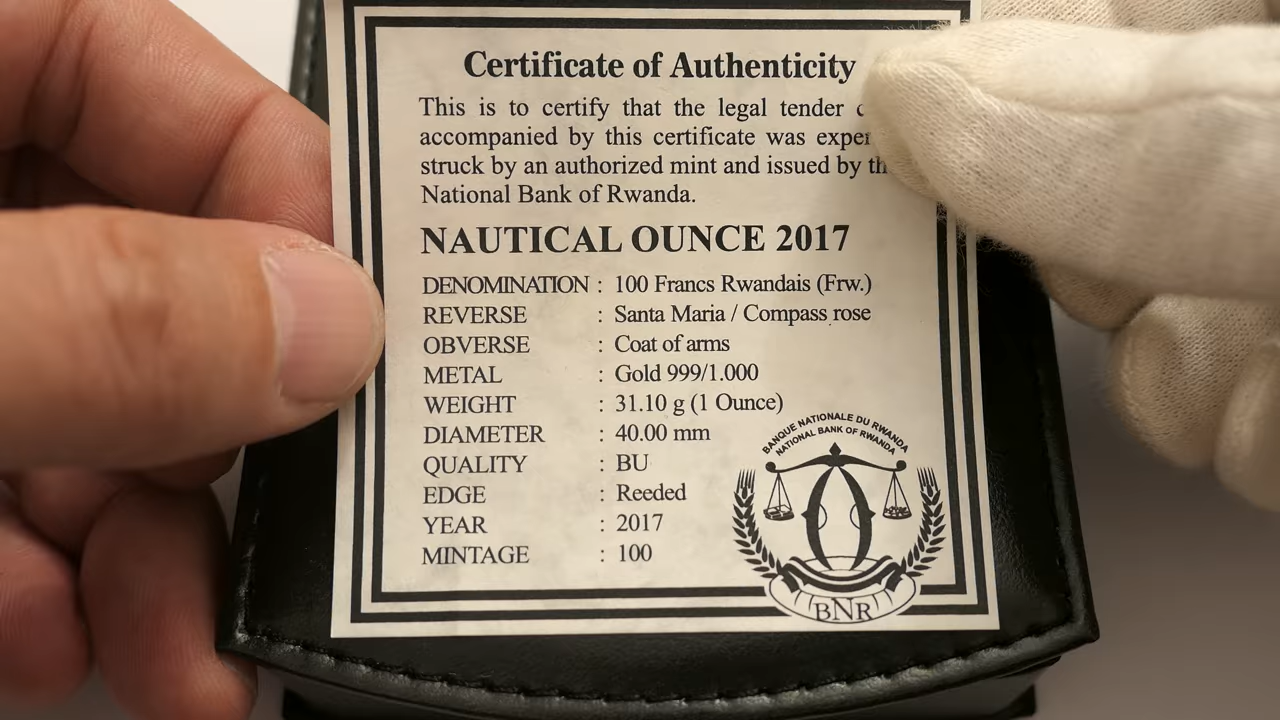 Certificate of Authenticity
This is to certify that the legal tender
accompanied by this certificate was
struck by an authorized mint and issued by
National Bank of Rwanda.
NAUTICAL OUNCE 2017
DENOMINATION : 100 Francs Rwandais (Frw.)
REVERSE : Santa Maria / Compass rose
OBVERSE : Coat of arms
METAL : Gold 999/1.000
WEIGHT : 31.10 g (1 Ounce)
DIAMETER : 40.00 mm
QUALITY : BU
EDGE : Reeded
YEAR : 2017
MINTAGE : 100
BANQUE NATIONALE DU RWANDA
NATIONAL BANK OF RWANDA
BNR